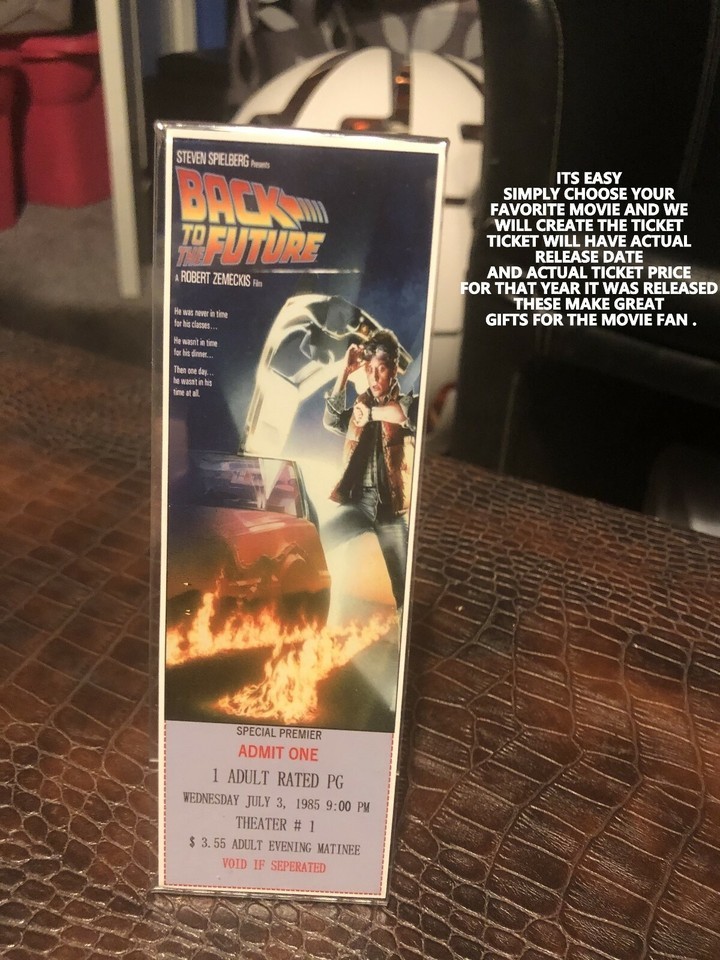 STEVEN SPIELBERG Presents
BACK
TO
THE FUTURE
A ROBERT ZEMECKIS Film
He was never in time
for his classes...
He wasn't in time
for his dinner...
Then one day...
he wasn't in his
time at all.
SPECIAL PREMIER
ADMIT ONE
1 ADULT RATED PG
WEDNESDAY JULY 3, 1985 9:00 PM
THEATER # 1
$ 3.55 ADULT EVENING MATINEE
VOID IF SEPERATED
ITS EASY
SIMPLY CHOOSE YOUR
FAVORITE MOVIE AND WE
WILL CREATE THE TICKET
TICKET WILL HAVE ACTUAL
RELEASE DATE
AND ACTUAL TICKET PRICE
FOR THAT YEAR IT WAS RELEASED
THESE MAKE GREAT
GIFTS FOR THE MOVIE FAN .